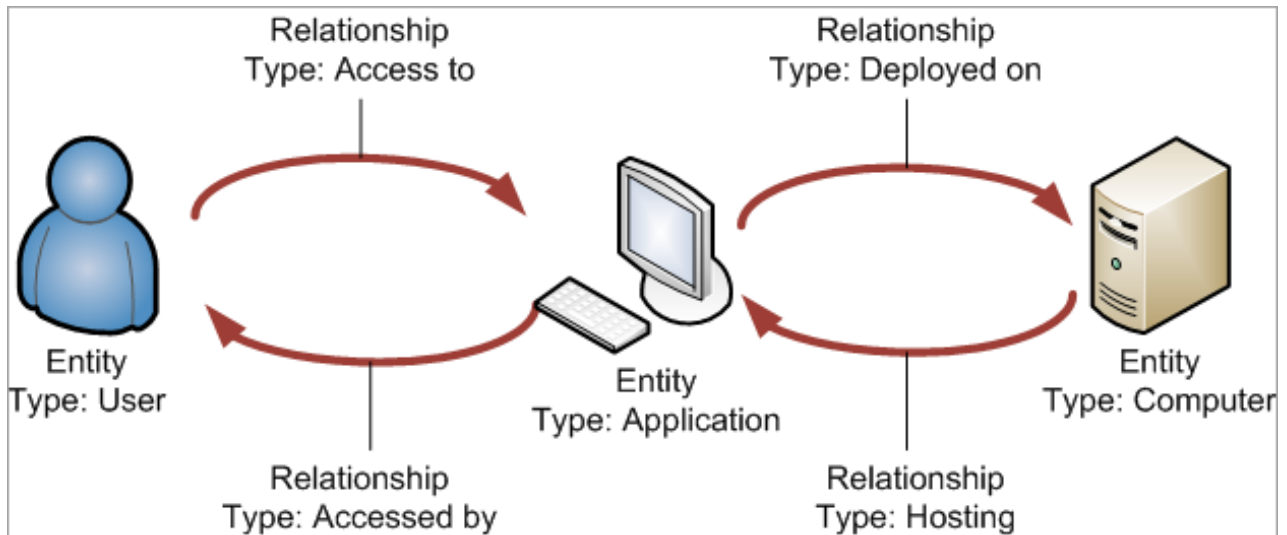 Relationship
Type: Access to
Relationship
Type: Deployed on
Entity
Type: User
Entity
Type: Application
Entity
Type: Computer
Relationship
Type: Accessed by
Relationship
Type: Hosting